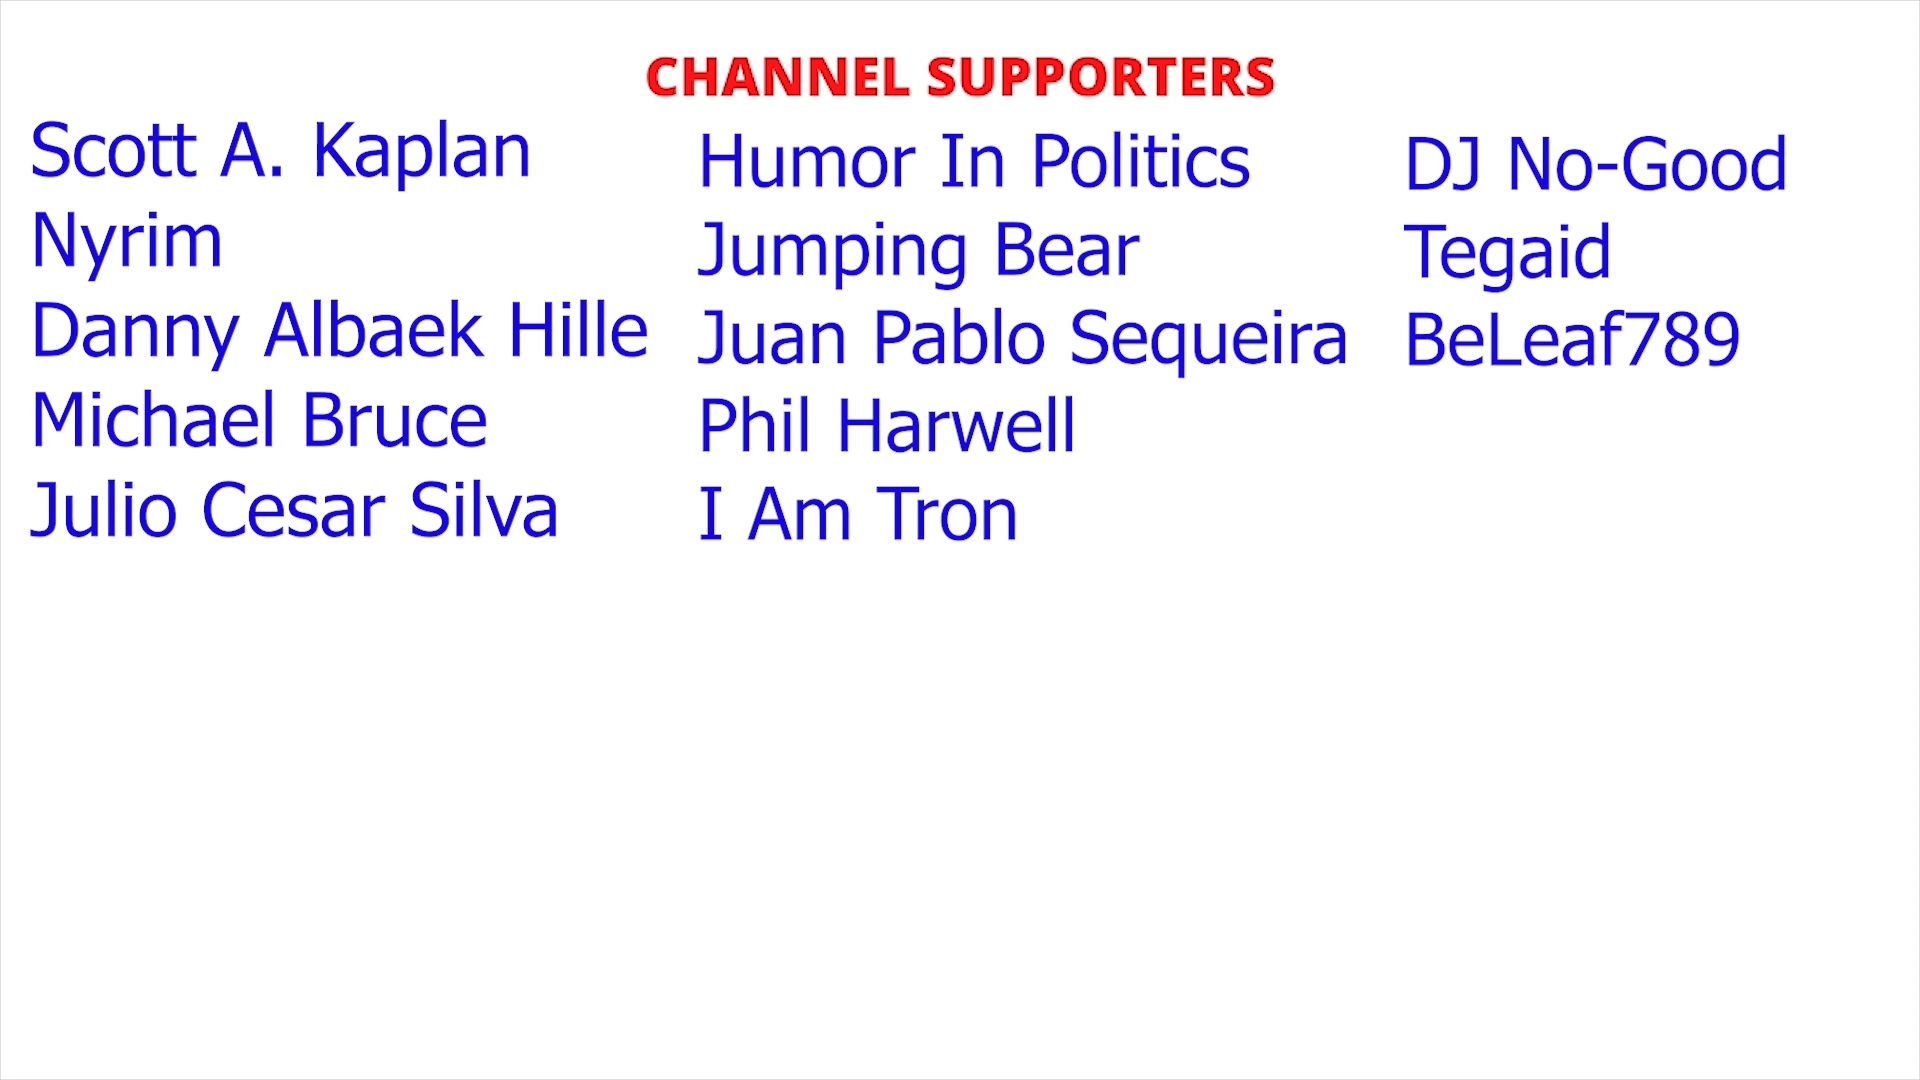 CHANNEL SUPPORTERS
Scott A. Kaplan
Nyrim
Danny Albaek Hille
Michael Bruce
Julio Cesar Silva
Humor In Politics
Jumping Bear
Juan Pablo Sequeira
Phil Harwell
I Am Tron
DJ No-Good
Tegaid
BeLeaf789